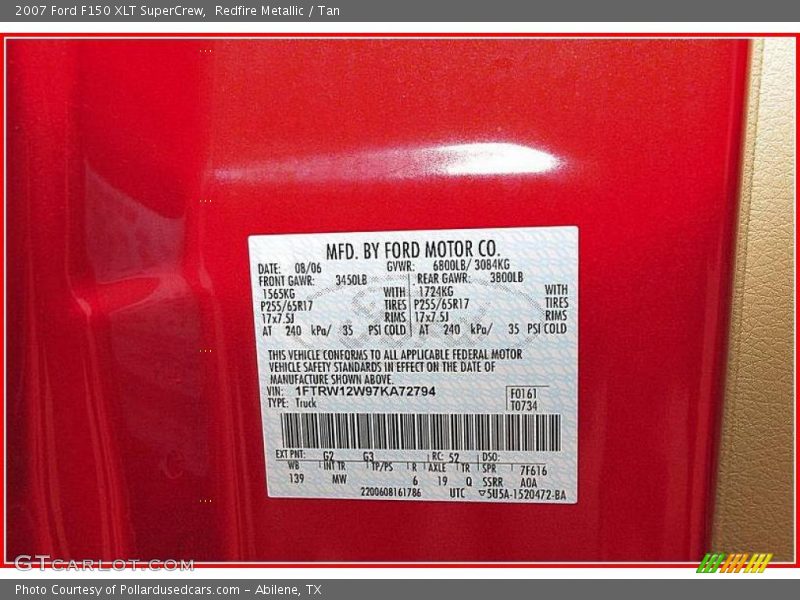 2007 Ford F150 XLT SuperCrew, Redfire Metallic / Tan
MFD. BY FORD MOTOR CO.
DATE: 08/06 GVWR: 6800LB/ 3084KG
FRONT GAWR: 3450LB REAR GAWR: 3800LB
1565KG WITH 1724KG WITH
P255/65R17 TIRES P255/65R17 TIRES
17x7.5J RIMS 17x7.5J RIMS
AT 240 kPa/ 35 PSI COLD AT 240 kPa/ 35 PSI COLD
THIS VEHICLE CONFORMS TO ALL APPLICABLE FEDERAL MOTOR
VEHICLE SAFETY STANDARDS IN EFFECT ON THE DATE OF
MANUFACTURE SHOWN ABOVE.
VIN: 1FTRW12W97KA72794 F0161
TYPE: Truck T0734
EXT PNT: G2 G3 RC: 52 DSO:
WB INT TR TP/PS R AXLE TR SPR 7F616
139 MW 6 19 Q SSRR A0A
2200608161786 UTC ▽5U5A-1520472-BA
GTCARLOT.COM
Photo Courtesy of Pollardusedcars.com - Abilene, TX